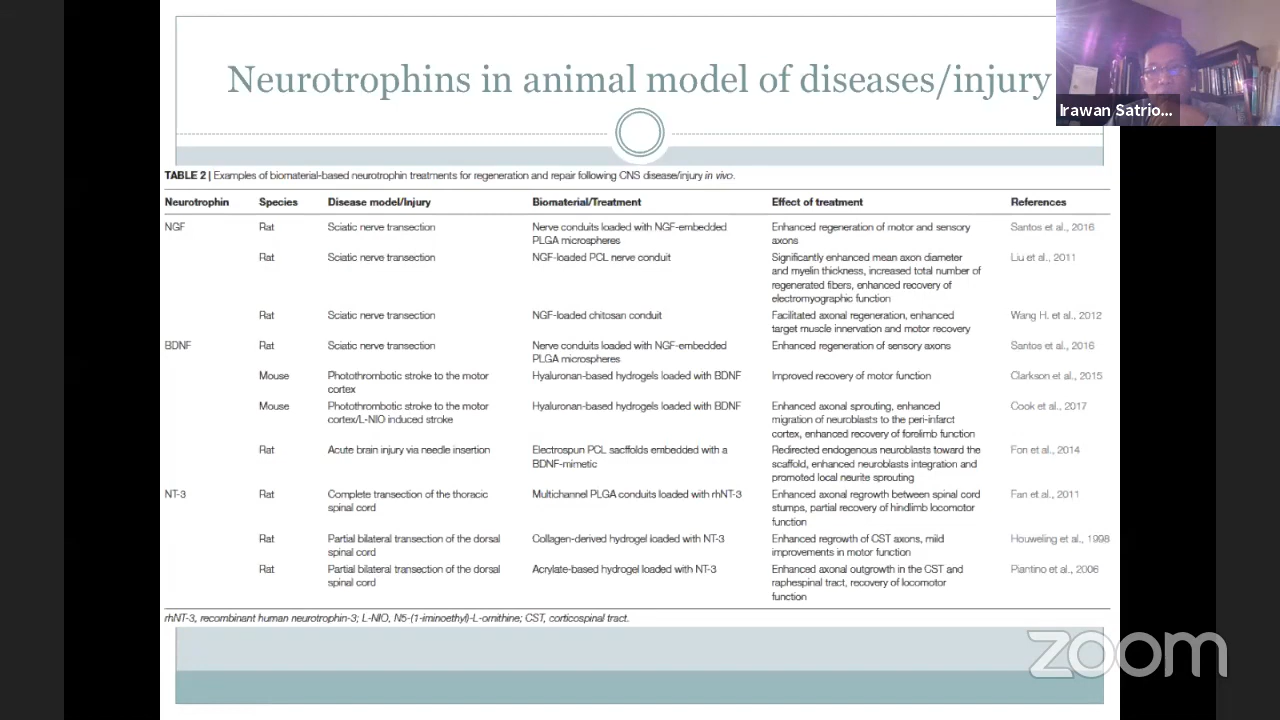 Neurotrophins in animal model of diseases/injury
Irawan Satrio...
TABLE 2 | Examples of biomaterial-based neurotrophin treatments for regeneration and repair following CNS disease/injury in vivo.
Neurotrophin Species Disease model/Injury Biomaterial/Treatment Effect of treatment References
NGF Rat Sciatic nerve transection Nerve conduits loaded with NGF-embedded Enhanced regeneration of motor and sensory Santos et al., 2016
PLGA microspheres axons
Rat Sciatic nerve transection NGF-loaded PCL nerve conduit Significantly enhanced mean axon diameter Liu et al., 2011
and myelin thickness, increased total number of
regenerated fibers, enhanced recovery of
electromyographic function
Rat Sciatic nerve transection NGF-loaded chitosan conduit Facilitated axonal regeneration, enhanced Wang H. et al., 2012
target muscle innervation and motor recovery
BDNF Rat Sciatic nerve transection Nerve conduits loaded with NGF-embedded Enhanced regeneration of sensory axons Santos et al., 2016
PLGA microspheres
Mouse Photothrombotic stroke to the motor Hyaluronan-based hydrogels loaded with BDNF Improved recovery of motor function Clarkson et al., 2015
cortex
Mouse Photothrombotic stroke to the motor Hyaluronan-based hydrogels loaded with BDNF Enhanced axonal sprouting, enhanced Cook et al., 2017
cortex/L-NIO induced stroke migration of neuroblasts to the peri-infarct
cortex, enhanced recovery of forelimb function
Rat Acute brain injury via needle insertion Electrospun PCL sacffolds embedded with a Redirected endogenous neuroblasts toward the Fon et al., 2014
BDNF-mimetic scaffold, enhanced neuroblasts integration and
promoted local neurite sprouting
NT-3 Rat Complete transection of the thoracic Multichannel PLGA conduits loaded with rhNT-3 Enhanced axonal regrowth between spinal cord Fan et al., 2011
spinal cord stumps, partial recovery of hindlimb locomotor
function
Rat Partial bilateral transection of the dorsal Collagen-derived hydrogel loaded with NT-3 Enhanced regrowth of CST axons, mild Houweling et al., 1998
spinal cord improvements in motor function
Rat Partial bilateral transection of the dorsal Acrylate-based hydrogel loaded with NT-3 Enhanced axonal outgrowth in the CST and Piantino et al., 2006
spinal cord raphespinal tract, recovery of locomotor
function
rhNT-3, recombinant human neurotrophin-3; L-NIO, N5-(1-iminoethyl)-L-ornithine; CST, corticospinal tract.
zoom